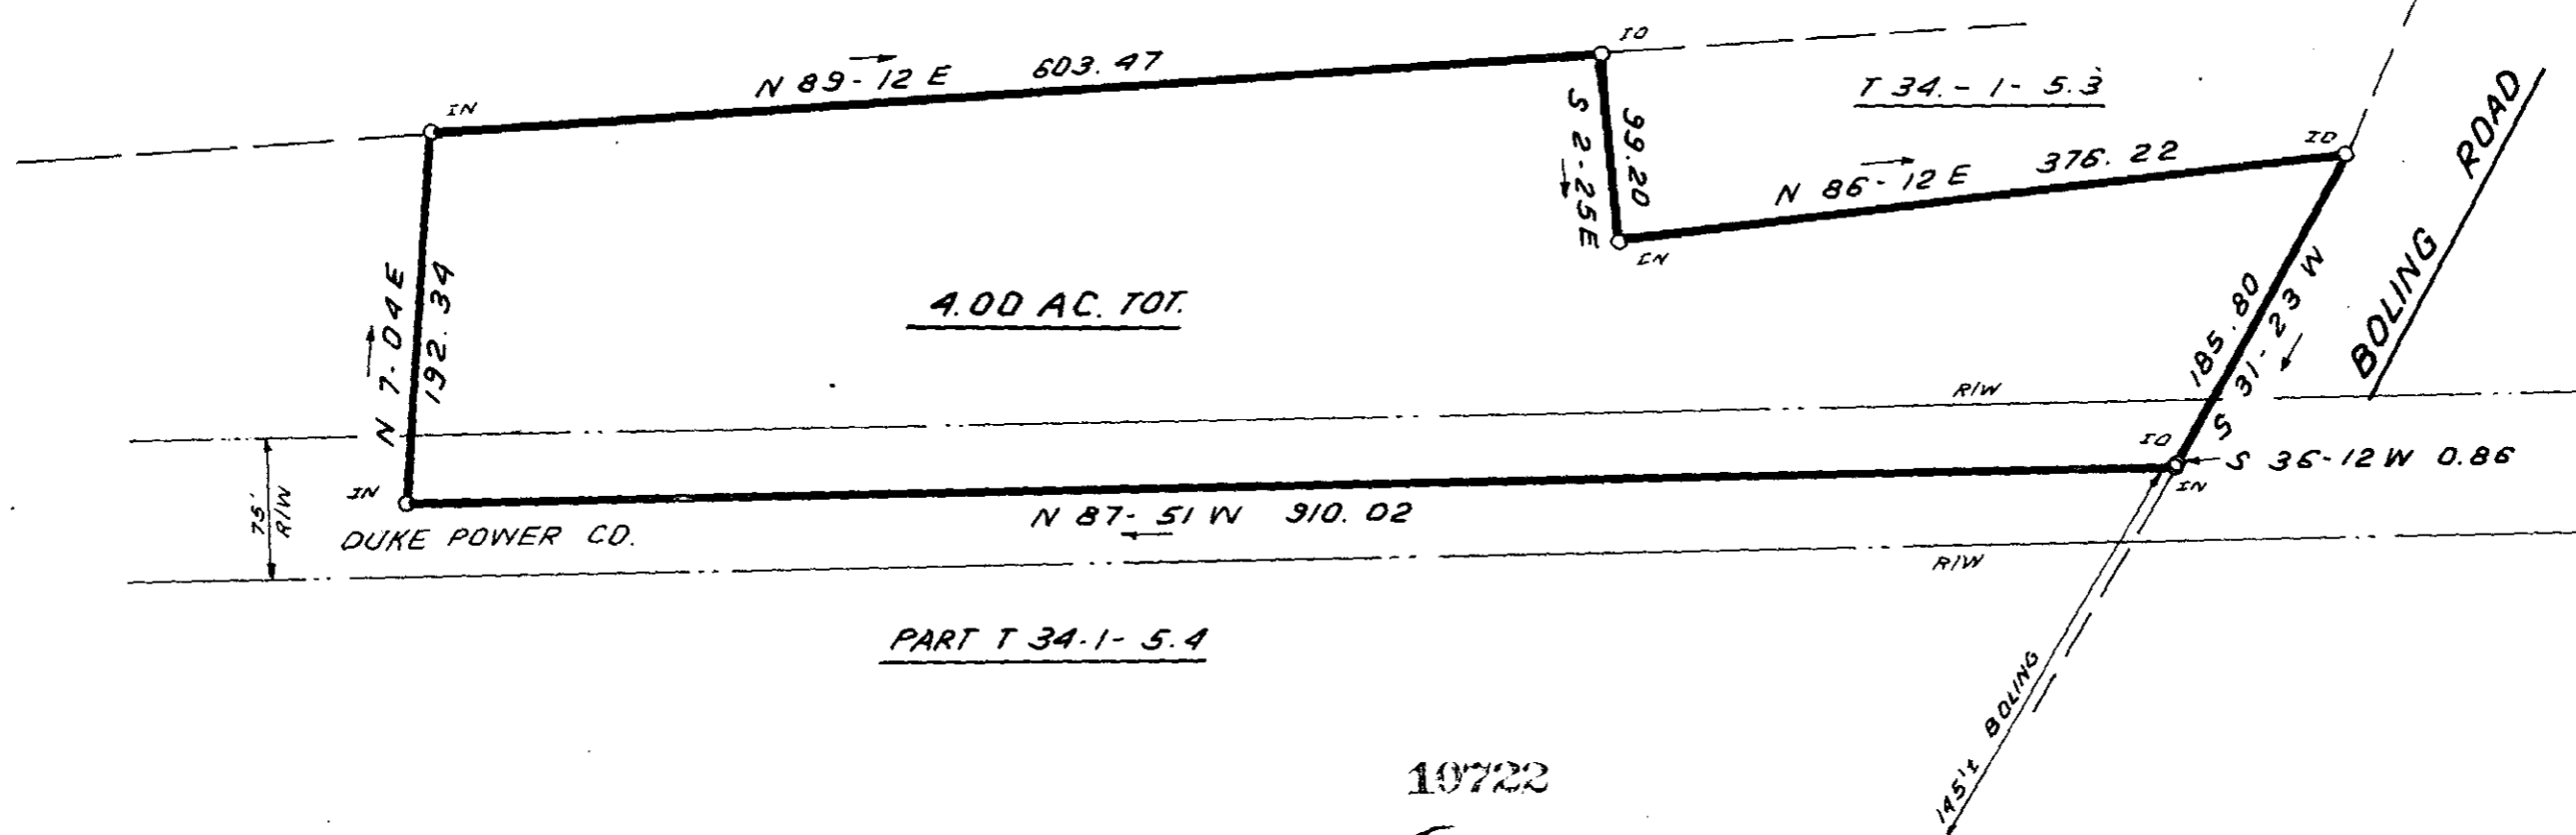 IO
N 89-12 E 603.47
IN
T 34.-1-5.3
ROAD
S 2-25 E
99.20
IO
N 86-12 E 376.22
IN
BOLING
N 7-04 E
192.34
4.00 AC. TOT.
185.80
S 31-23 W
R/W
IO
S 36-12 W 0.86
IN
IN
75' R/W
N 87-51 W 910.02
DUKE POWER CO.
R/W
PART T 34.1-5.4
BOLING
145'±
10722